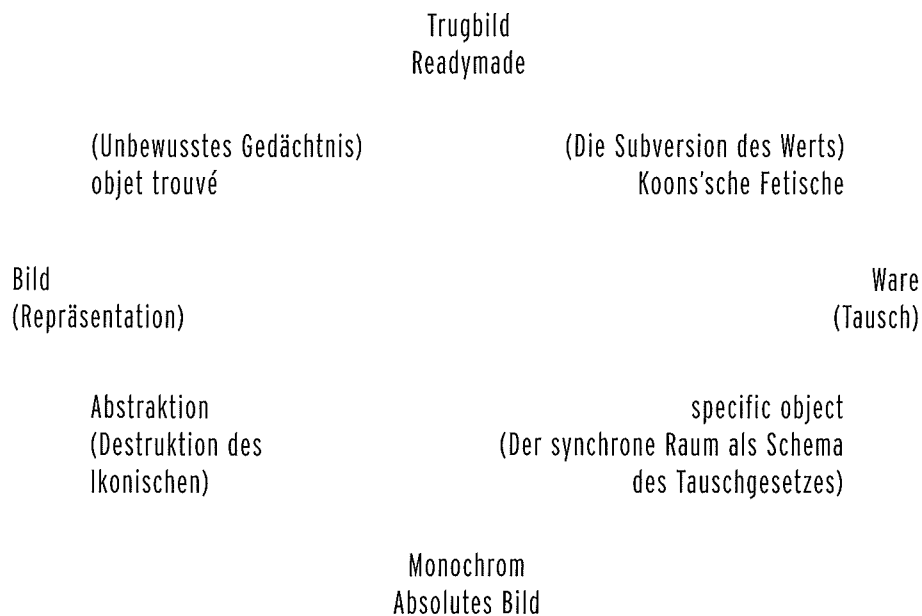 Trugbild
Readymade
(Unbewusstes Gedächtnis)
objet trouvé
(Die Subversion des Werts)
Koons'sche Fetische
Bild
(Repräsentation)
Ware
(Tausch)
Abstraktion
(Destruktion des
Ikonischen)
specific object
(Der synchrone Raum als Schema
des Tauschgesetzes)
Monochrom
Absolutes Bild